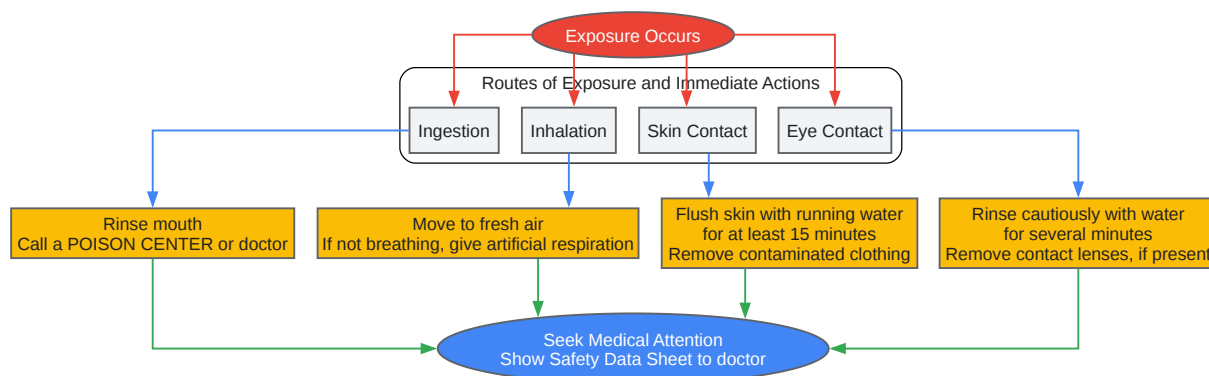 Exposure Occurs
Routes of Exposure and Immediate Actions
Ingestion
Inhalation
Skin Contact
Eye Contact
Rinse mouth
Call a POISON CENTER or doctor
Move to fresh air
If not breathing, give artificial respiration
Flush skin with running water
for at least 15 minutes
Remove contaminated clothing
Rinse cautiously with water
for several minutes
Remove contact lenses, if present
Seek Medical Attention
Show Safety Data Sheet to doctor